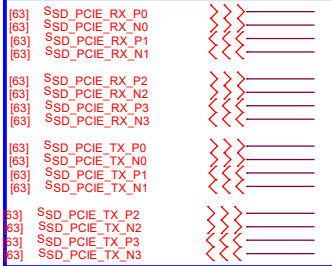 [63] SSD_PCIE_RX_P0
[63] SSD_PCIE_RX_N0
[63] SSD_PCIE_RX_P1
[63] SSD_PCIE_RX_N1
[63] SSD_PCIE_RX_P2
[63] SSD_PCIE_RX_N2
[63] SSD_PCIE_RX_P3
[63] SSD_PCIE_RX_N3
[63] SSD_PCIE_TX_P0
[63] SSD_PCIE_TX_N0
[63] SSD_PCIE_TX_P1
[63] SSD_PCIE_TX_N1
[63] SSD_PCIE_TX_P2
[63] SSD_PCIE_TX_N2
[63] SSD_PCIE_TX_P3
[63] SSD_PCIE_TX_N3